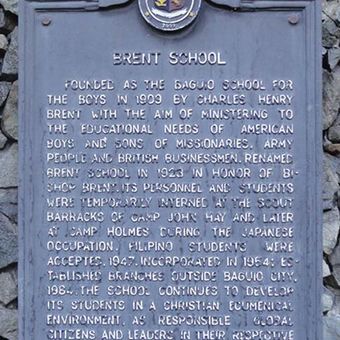 BRENT SCHOOL
FOUNDED AS THE BAGUIO SCHOOL FOR
THE BOYS IN 1909 BY CHARLES HENRY
BRENT WITH THE AIM OF MINISTERING TO
THE EDUCATIONAL NEEDS OF AMERICAN
BOYS AND SONS OF MISSIONARIES, ARMY
PEOPLE AND BRITISH BUSINESSMEN. RENAMED
BRENT SCHOOL IN 1923 IN HONOR OF BI-
SHOP BRENT. ITS PERSONNEL AND STUDENTS
WERE TEMPORARILY INTERNED AT THE SCOUT
BARRACKS OF CAMP JOHN HAY AND LATER
AT CAMP HOLMES DURING THE JAPANESE
OCCUPATION. FILIPINO STUDENTS WERE
ACCEPTED, 1947. INCORPORATED IN 1954; ES-
TABLISHED BRANCHES OUTSIDE BAGUIO CITY,
1984. THE SCHOOL CONTINUES TO DEVELOP
ITS STUDENTS IN A CHRISTIAN ECUMENICAL
ENVIRONMENT, AS RESPONSIBLE GLOBAL
CITIZENS AND LEADERS IN THEIR RESPECTIVE